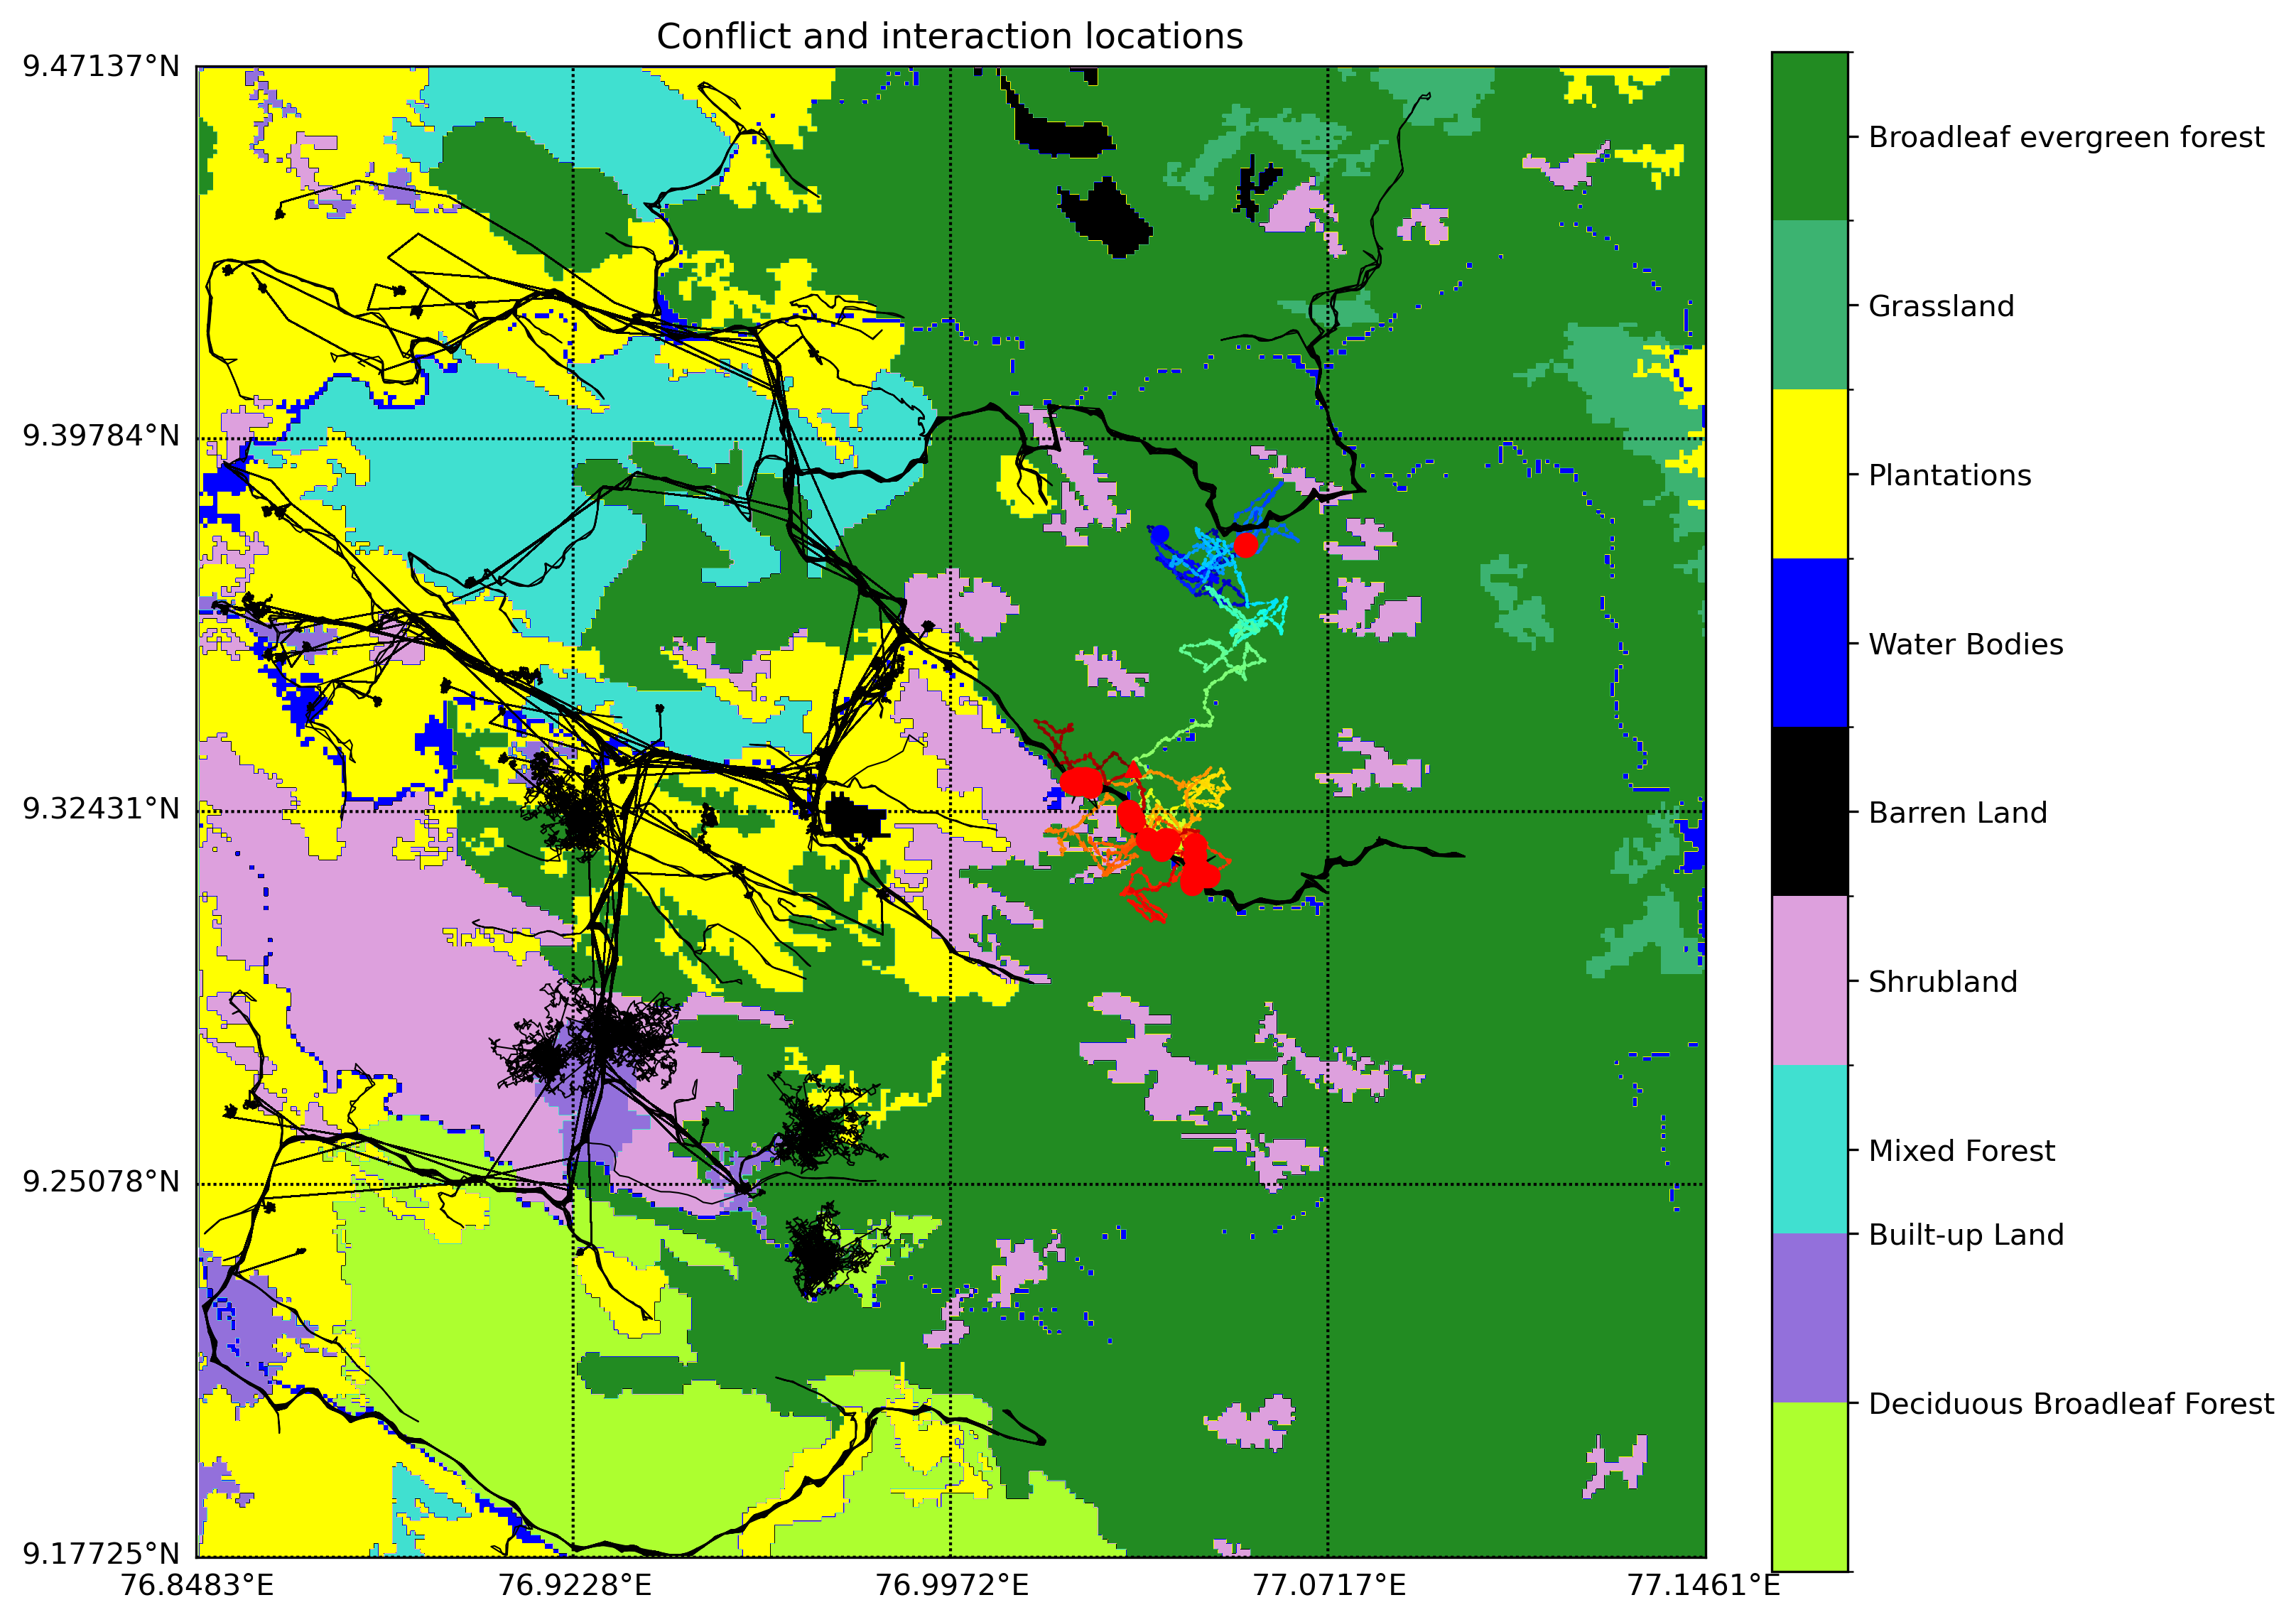 Conflict and interaction locations
9.47137°N
9.39784°N
9.32431°N
9.25078°N
9.17725°N
76.8483°E
76.9228°E
76.9972°E
77.0717°E
77.1461°E
Broadleaf evergreen forest
Grassland
Plantations
Water Bodies
Barren Land
Shrubland
Mixed Forest
Built-up Land
Deciduous Broadleaf Forest